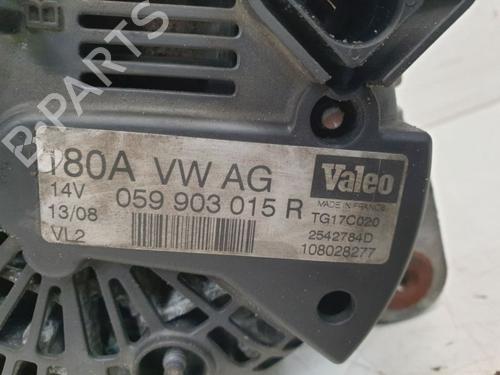 B
180A VW AG
14V 059 903 015 R
13/08
VL2
Valeo
MADE IN FRANCE
TG17C020
2542784D
108028277
B-PARTS